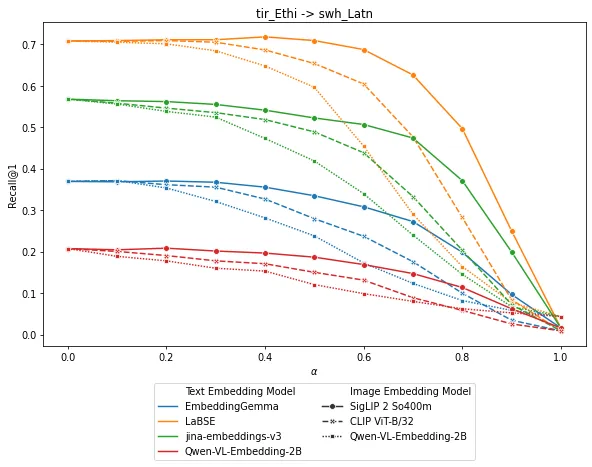 tir_Ethi -> swh_Latn
Recall@1
0.7
0.6
0.5
0.4
0.3
0.2
0.1
0.0
0.0 0.2 0.4 0.6 0.8 1.0
α
Text Embedding Model
EmbeddingGemma
LaBSE
jina-embeddings-v3
Qwen-VL-Embedding-2B
Image Embedding Model
SigLIP 2 So400m
CLIP ViT-B/32
Qwen-VL-Embedding-2B